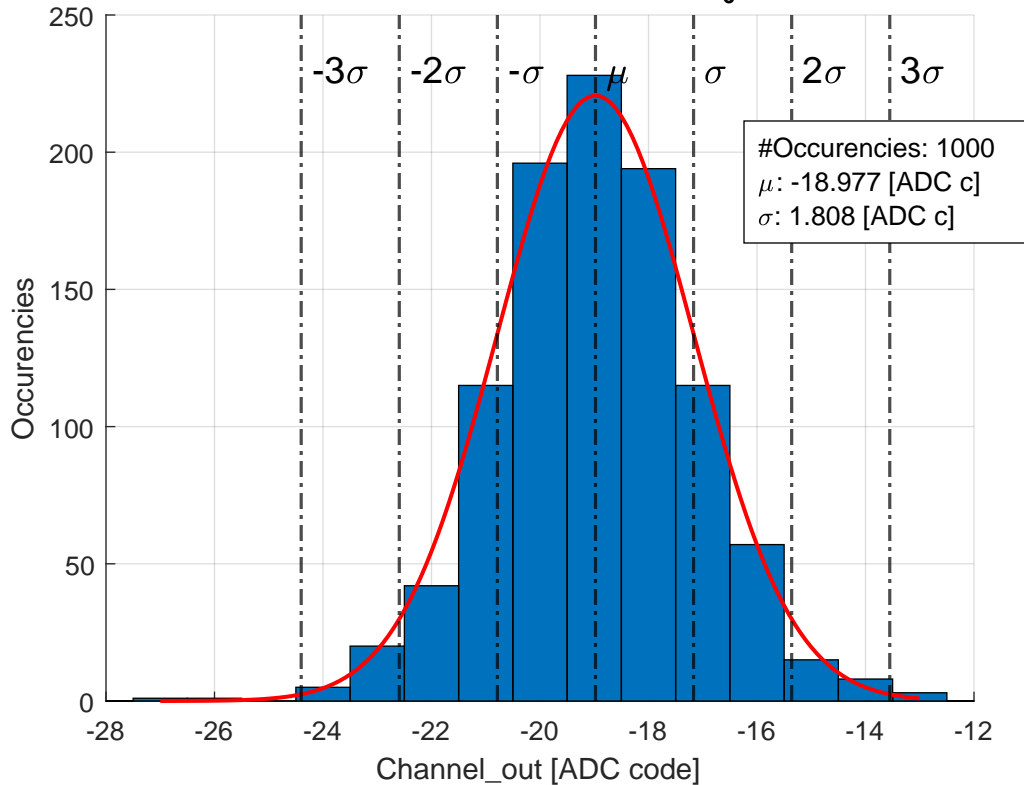 250
200
150
100
50
0
Occurencies
-3σ -2σ -σ μ σ 2σ 3σ
#Occurencies: 1000
μ: -18.977 [ADC c]
σ: 1.808 [ADC c]
-28 -26 -24 -22 -20 -18 -16 -14 -12
Channel_out [ADC code]